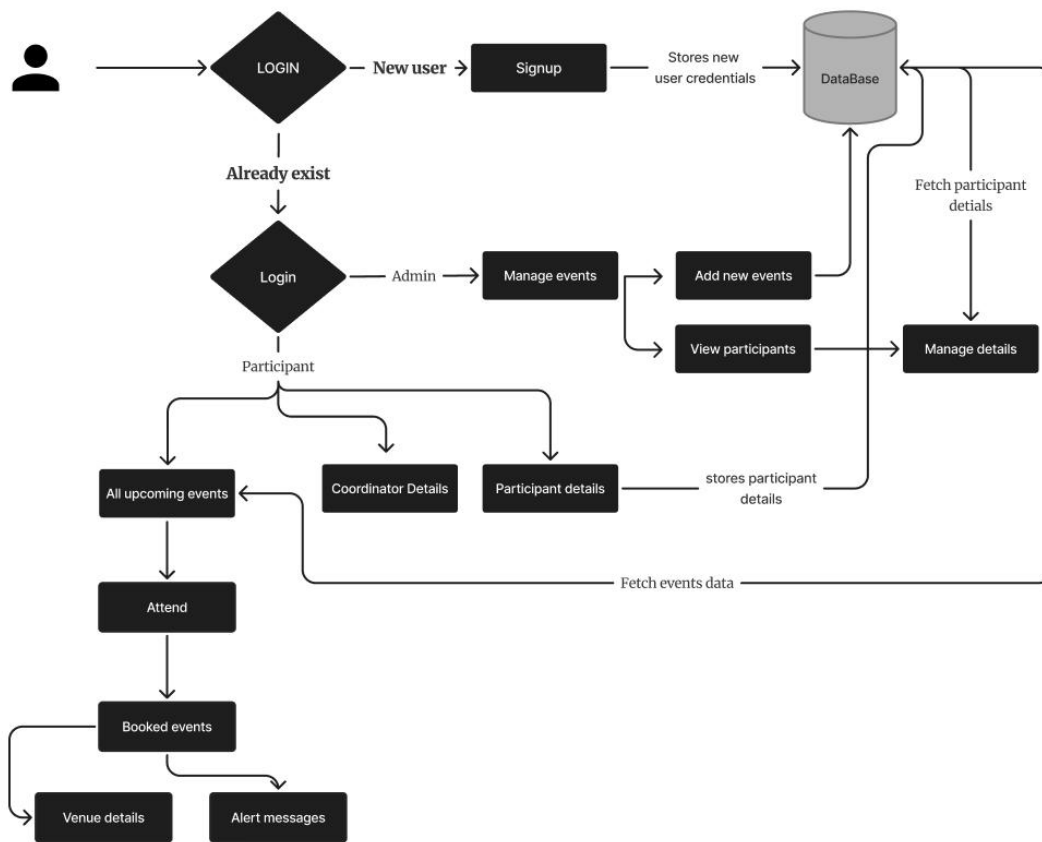 LOGIN
New user
Signup
Stores new
user credentials
DataBase
Already exist
Fetch participant
detials
Login
Admin
Manage events
Add new events
View participants
Manage details
Participant
All upcoming events
Coordinator Details
Participant details
stores participant
details
Fetch events data
Attend
Booked events
Venue details
Alert messages